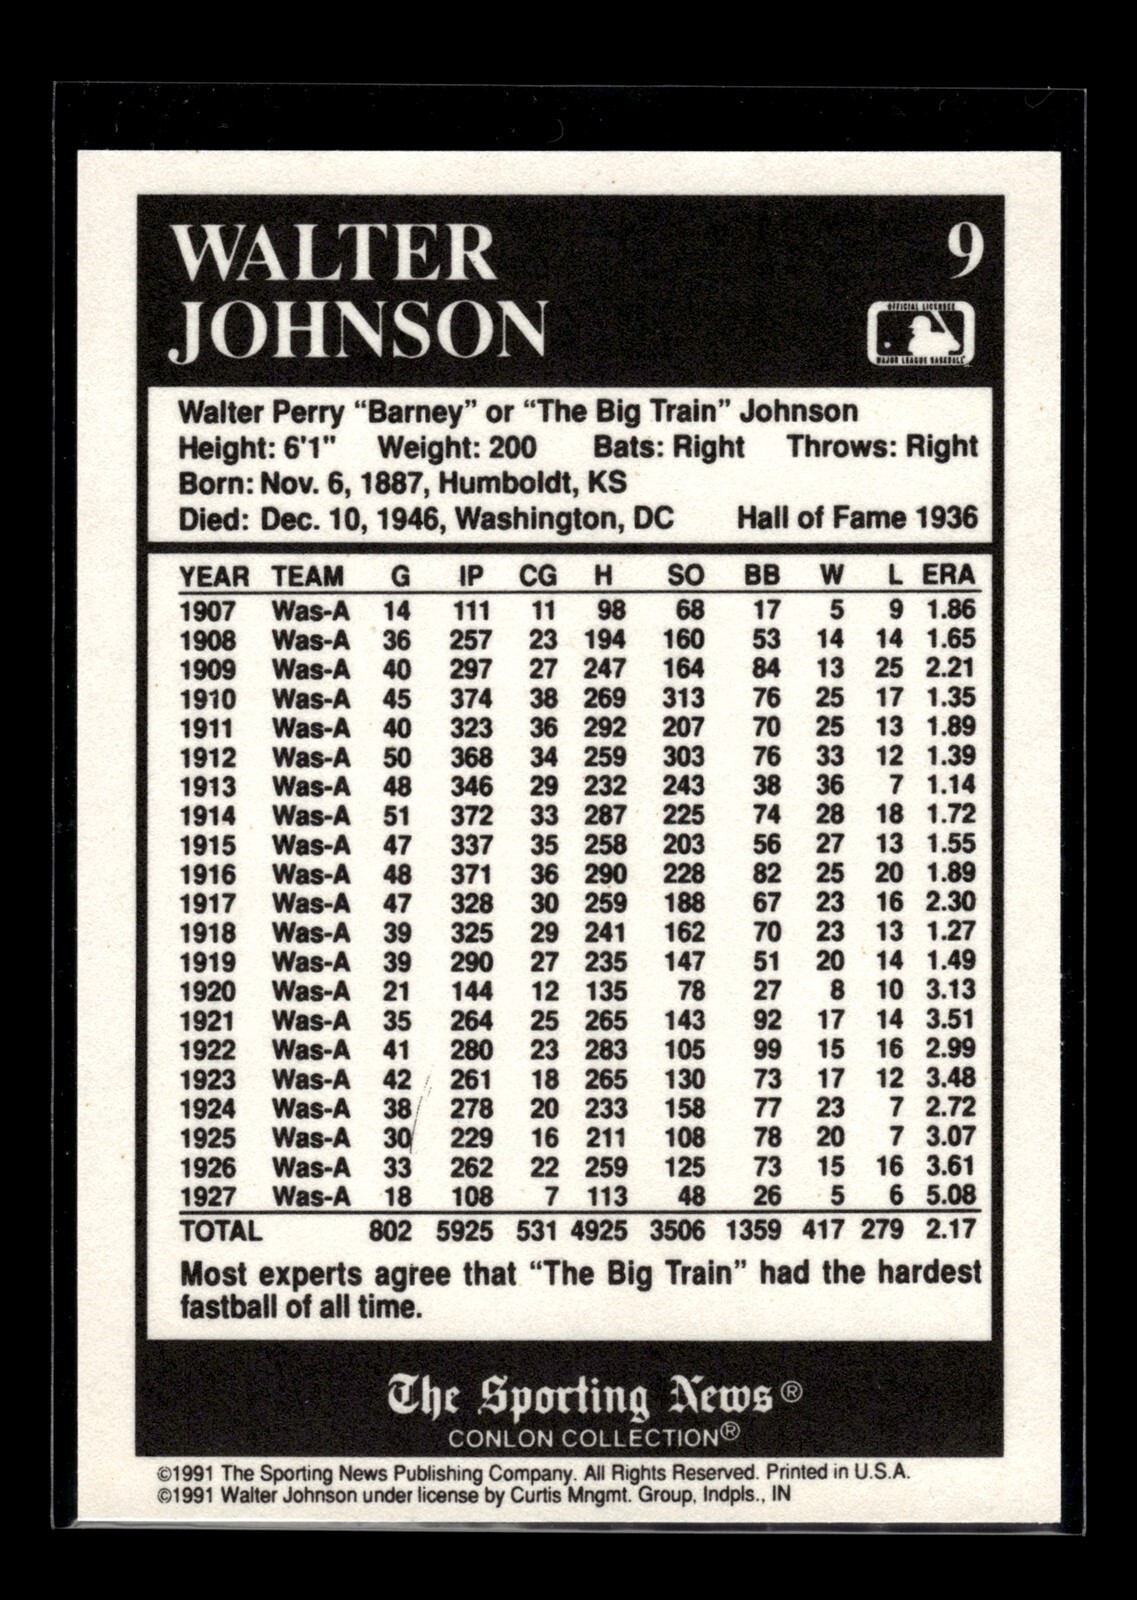 WALTER
JOHNSON
9
OFFICIAL LICENSEE
MAJOR LEAGUE BASEBALL
Walter Perry “Barney” or “The Big Train” Johnson
Height: 6'1" Weight: 200 Bats: Right Throws: Right
Born: Nov. 6, 1887, Humboldt, KS
Died: Dec. 10, 1946, Washington, DC Hall of Fame 1936
YEAR TEAM G IP CG H SO BB W L ERA
1907 Was-A 14 111 11 98 68 17 5 9 1.86
1908 Was-A 36 257 23 194 160 53 14 14 1.65
1909 Was-A 40 297 27 247 164 84 13 25 2.21
1910 Was-A 45 374 38 269 313 76 25 17 1.35
1911 Was-A 40 323 36 292 207 70 25 13 1.89
1912 Was-A 50 368 34 259 303 76 33 12 1.39
1913 Was-A 48 346 29 232 243 38 36 7 1.14
1914 Was-A 51 372 33 287 225 74 28 18 1.72
1915 Was-A 47 337 35 258 203 56 27 13 1.55
1916 Was-A 48 371 36 290 228 82 25 20 1.89
1917 Was-A 47 328 30 259 188 67 23 16 2.30
1918 Was-A 39 325 29 241 162 70 23 13 1.27
1919 Was-A 39 290 27 235 147 51 20 14 1.49
1920 Was-A 21 144 12 135 78 27 8 10 3.13
1921 Was-A 35 264 25 265 143 92 17 14 3.51
1922 Was-A 41 280 23 283 105 99 15 16 2.99
1923 Was-A 42 261 18 265 130 73 17 12 3.48
1924 Was-A 38 278 20 233 158 77 23 7 2.72
1925 Was-A 30 229 16 211 108 78 20 7 3.07
1926 Was-A 33 262 22 259 125 73 15 16 3.61
1927 Was-A 18 108 7 113 48 26 5 6 5.08
TOTAL 802 5925 531 4925 3506 1359 417 279 2.17
Most experts agree that “The Big Train” had the hardest
fastball of all time.
The Sporting News®
CONLON COLLECTION®
©1991 The Sporting News Publishing Company. All Rights Reserved. Printed in U.S.A.
©1991 Walter Johnson under license by Curtis Mngmt. Group, Indpls., IN